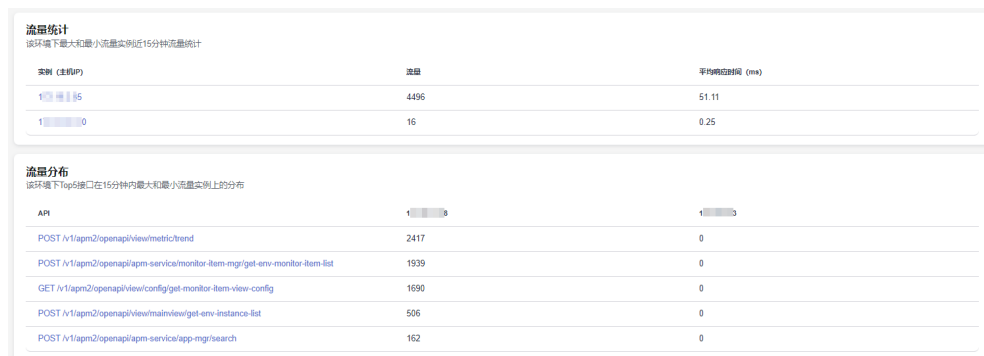 流量统计
该环境下最大和最小流量实例近15分钟流量统计
实例 (主机IP) 流量 平均响应时间 (ms)
4496 51.11
16 0.25
流量分布
该环境下Top5接口在15分钟内最大和最小流量实例上的分布
API
POST /v1/apm2/openapi/view/metric/trend 2417 0
POST /v1/apm2/openapi/apm-service/monitor-item-mgr/get-env-monitor-item-list 1939 0
GET /v1/apm2/openapi/view/config/get-monitor-item-view-config 1690 0
POST /v1/apm2/openapi/view/mainview/get-env-instance-list 506 0
POST /v1/apm2/openapi/apm-service/app-mgr/search 162 0